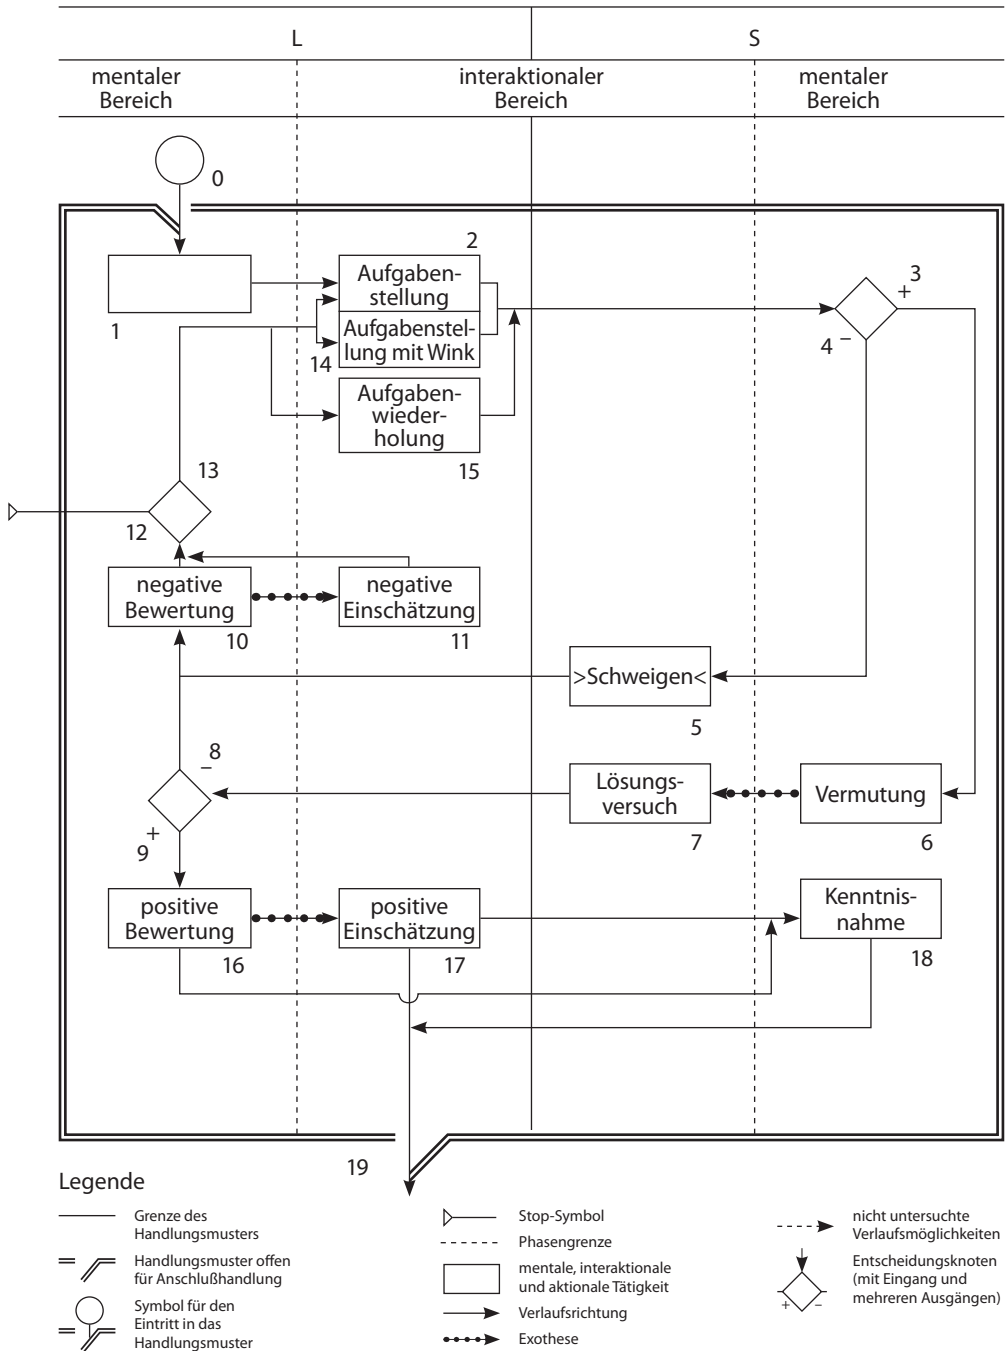 L
S
mentaler
Bereich
interaktionaler
Bereich
mentaler
Bereich
0
2
3
Aufgaben-
stellung
+
1
Aufgabenstel-
lung mit Wink
14
4 –
Aufgaben-
wieder-
holung
13
15
12
negative
Bewertung
negative
Einschätzung
10
11
>Schweigen<
5
– 8
Lösungs-
versuch
Vermutung
+
9
7
6
positive
Bewertung
positive
Einschätzung
Kenntnis-
nahme
16
17
18
19
Legende
Grenze des
Handlungsmusters
Handlungsmuster offen
für Anschlußhandlung
Symbol für den
Eintritt in das
Handlungsmuster
Stop-Symbol
Phasengrenze
mentale, interaktionale
und aktionale Tätigkeit
Verlaufsrichtung
Exothese
nicht untersuchte
Verlaufsmöglichkeiten
Entscheidungsknoten
(mit Eingang und
mehreren Ausgängen)
+ –